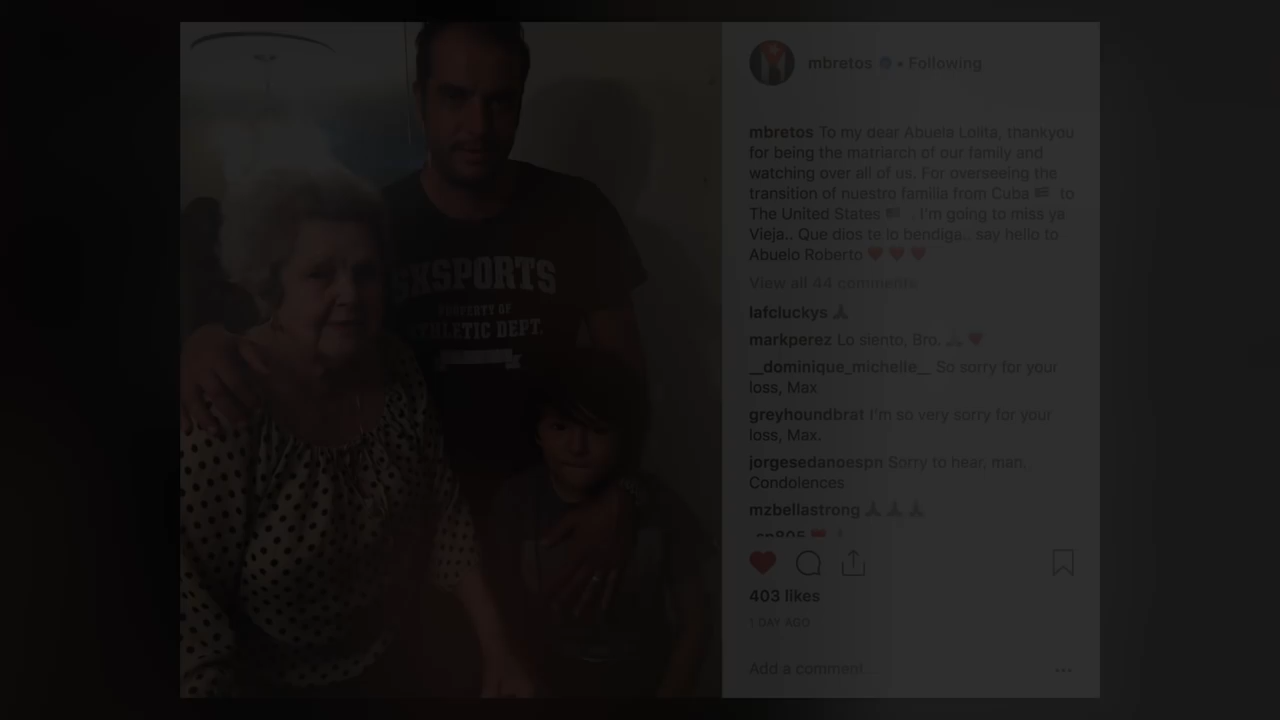 mbretos • Following
mbretos To my dear Abuela Lolita, thankyou
for being the matriarch of our family and
watching over all of us. For overseeing the
transition of nuestro familia from Cuba 🇨🇺 to
The United States 🇺🇸 . I'm going to miss ya
Vieja.. Que dios te lo bendiga.. say hello to
Abuelo Roberto ❤️ ❤️ ❤️
View all 44 comments
lafcluckys 🙏
markperez Lo siento, Bro. 🙏 ❤️
__dominique_michelle__ So sorry for your
loss, Max
greyhoundbrat I'm so very sorry for your
loss, Max.
jorgesedanoespn Sorry to hear, man.
Condolences
mzbellastrong 🙏🙏🙏
403 likes
1 DAY AGO
Add a comment...
SXSPORTS
PROPERTY OF
ATHLETIC DEPT.